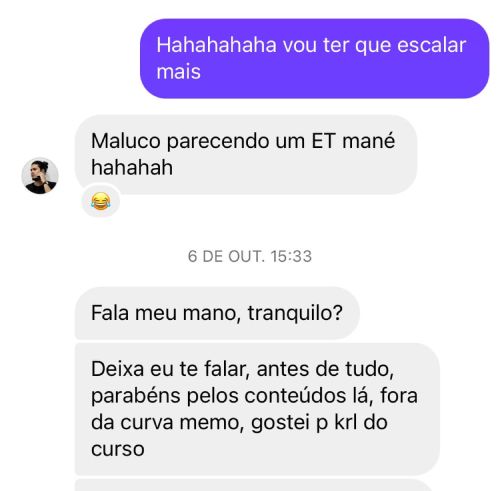 Hahahahaha vou ter que escalar
mais
Maluco parecendo um ET mané
hahahah
6 DE OUT. 15:33
Fala meu mano, tranquilo?
Deixa eu te falar, antes de tudo,
parabéns pelos conteúdos lá, fora
da curva memo, gostei p krl do
curso